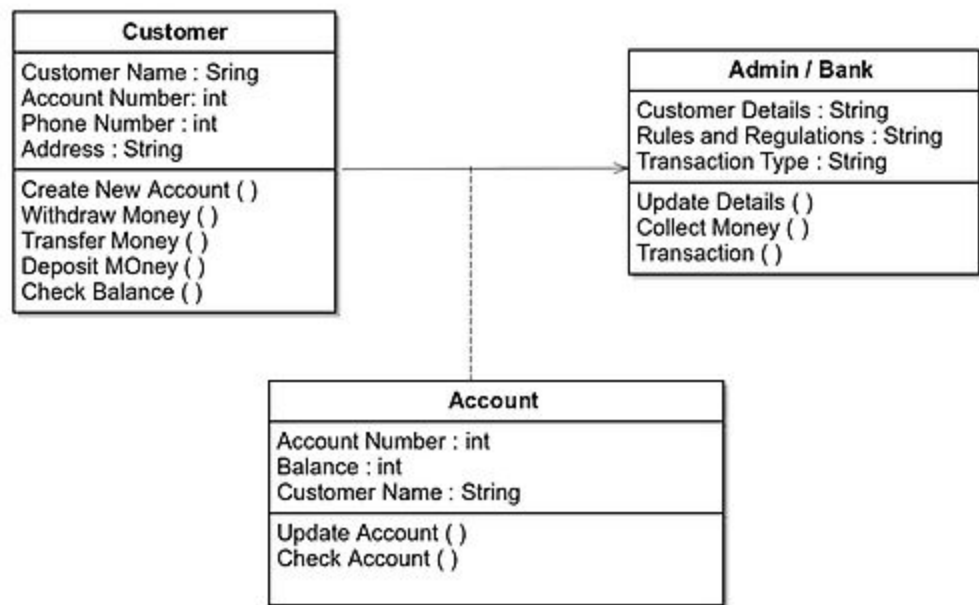 Customer
Customer Name : Sring
Account Number: int
Phone Number : int
Address : String
Create New Account ( )
Withdraw Money ( )
Transfer Money ( )
Deposit MOney ( )
Check Balance ( )
Admin / Bank
Customer Details : String
Rules and Regulations : String
Transaction Type : String
Update Details ( )
Collect Money ( )
Transaction ( )
Account
Account Number : int
Balance : int
Customer Name : String
Update Account ( )
Check Account ( )